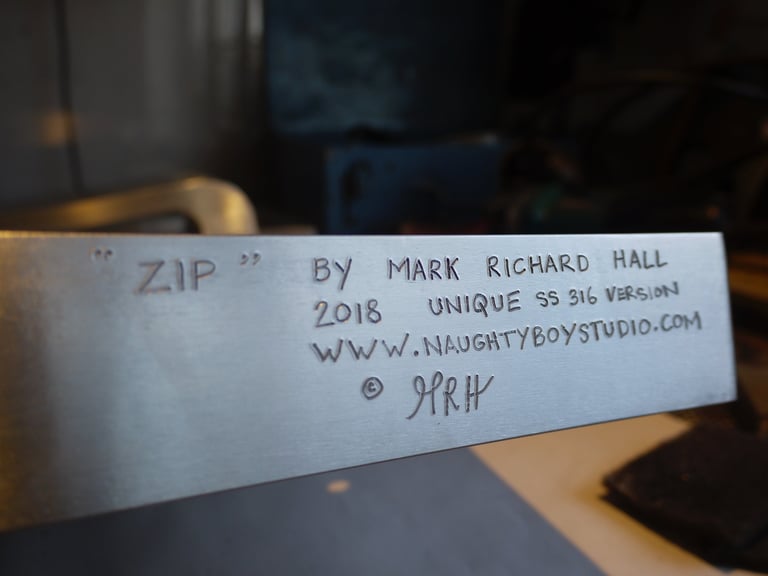 "ZIP" BY MARK RICHARD HALL
2018 UNIQUE SS 316 VERSION
WWW.NAUGHTYBOYSTUDIO.COM
© MRH